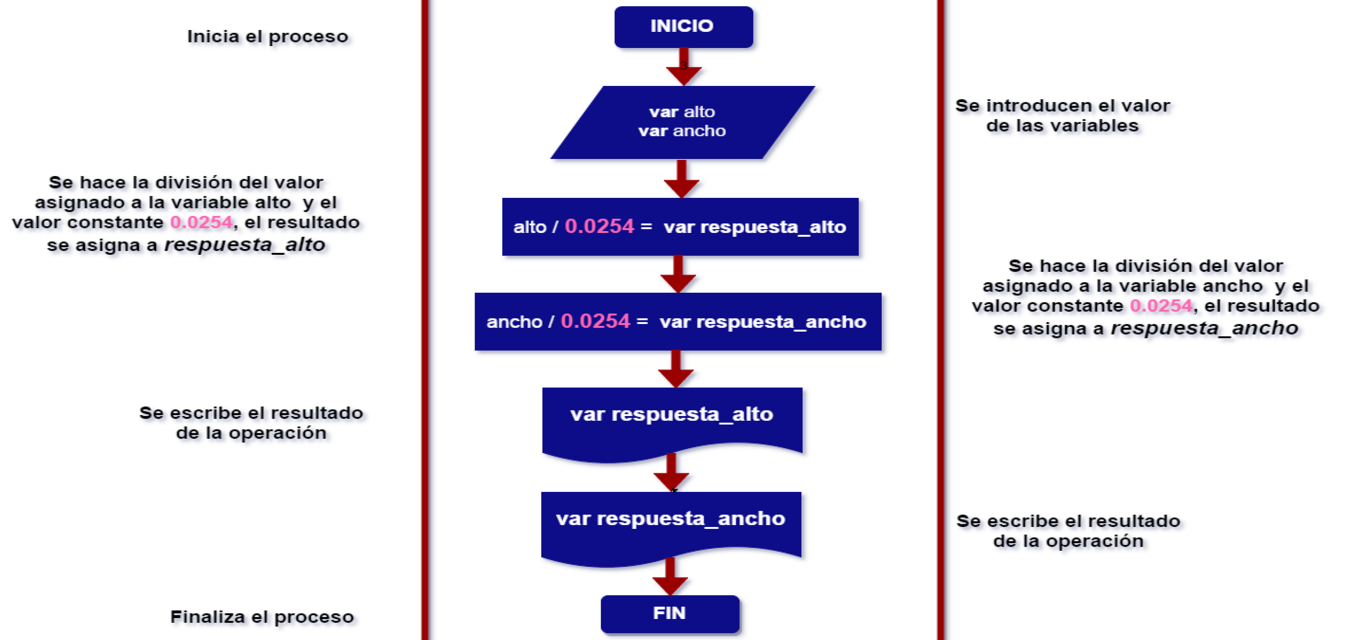 Inicia el proceso
INICIO
var alto
var ancho
Se introducen el valor
de las variables
Se hace la división del valor
asignado a la variable alto y el
valor constante 0.0254, el resultado
se asigna a respuesta_alto
alto / 0.0254 = var respuesta_alto
Se hace la división del valor
asignado a la variable ancho y el
valor constante 0.0254, el resultado
se asigna a respuesta_ancho
ancho / 0.0254 = var respuesta_ancho
Se escribe el resultado
de la operación
var respuesta_alto
var respuesta_ancho
Se escribe el resultado
de la operación
Finaliza el proceso
FIN